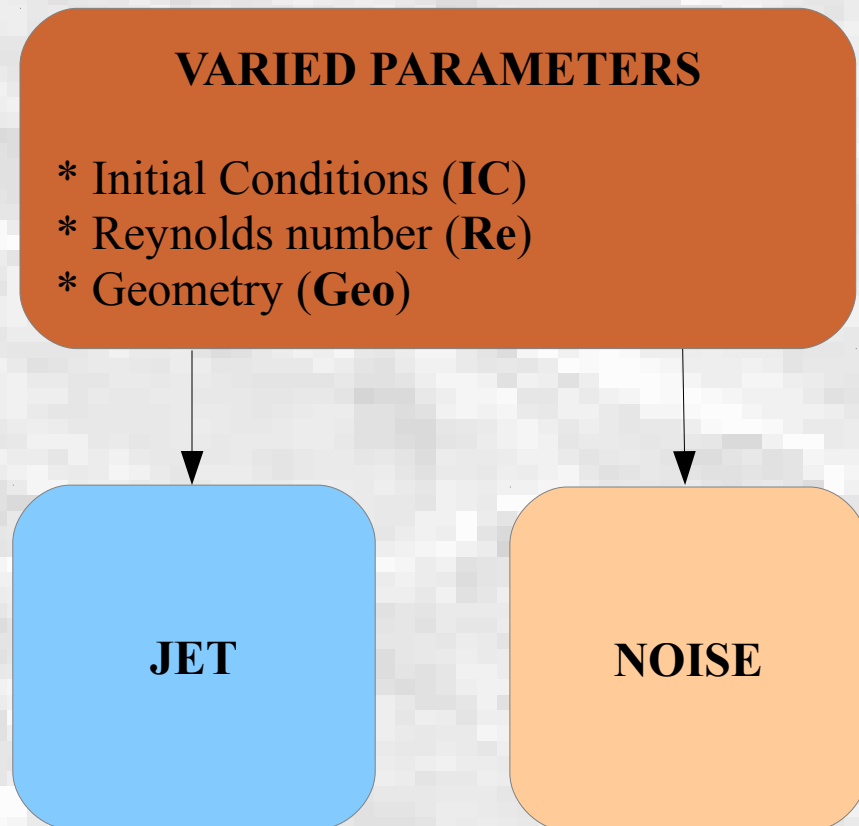 VARIED PARAMETERS
* Initial Conditions (IC)
* Reynolds number (Re)
* Geometry (Geo)
JET
NOISE